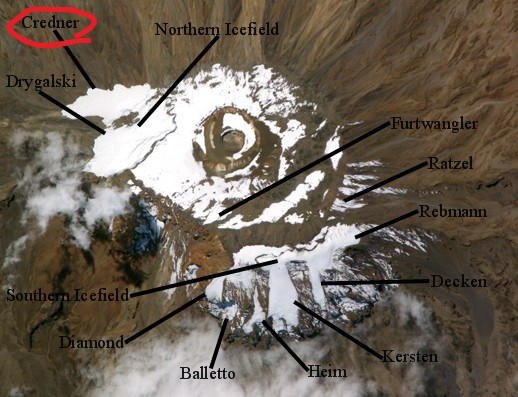 Credner
Northern Icefield
Drygalski
Furtwangler
Ratzel
Rebmann
Decken
Southern Icefield
Diamond
Kersten
Heim
Balletto